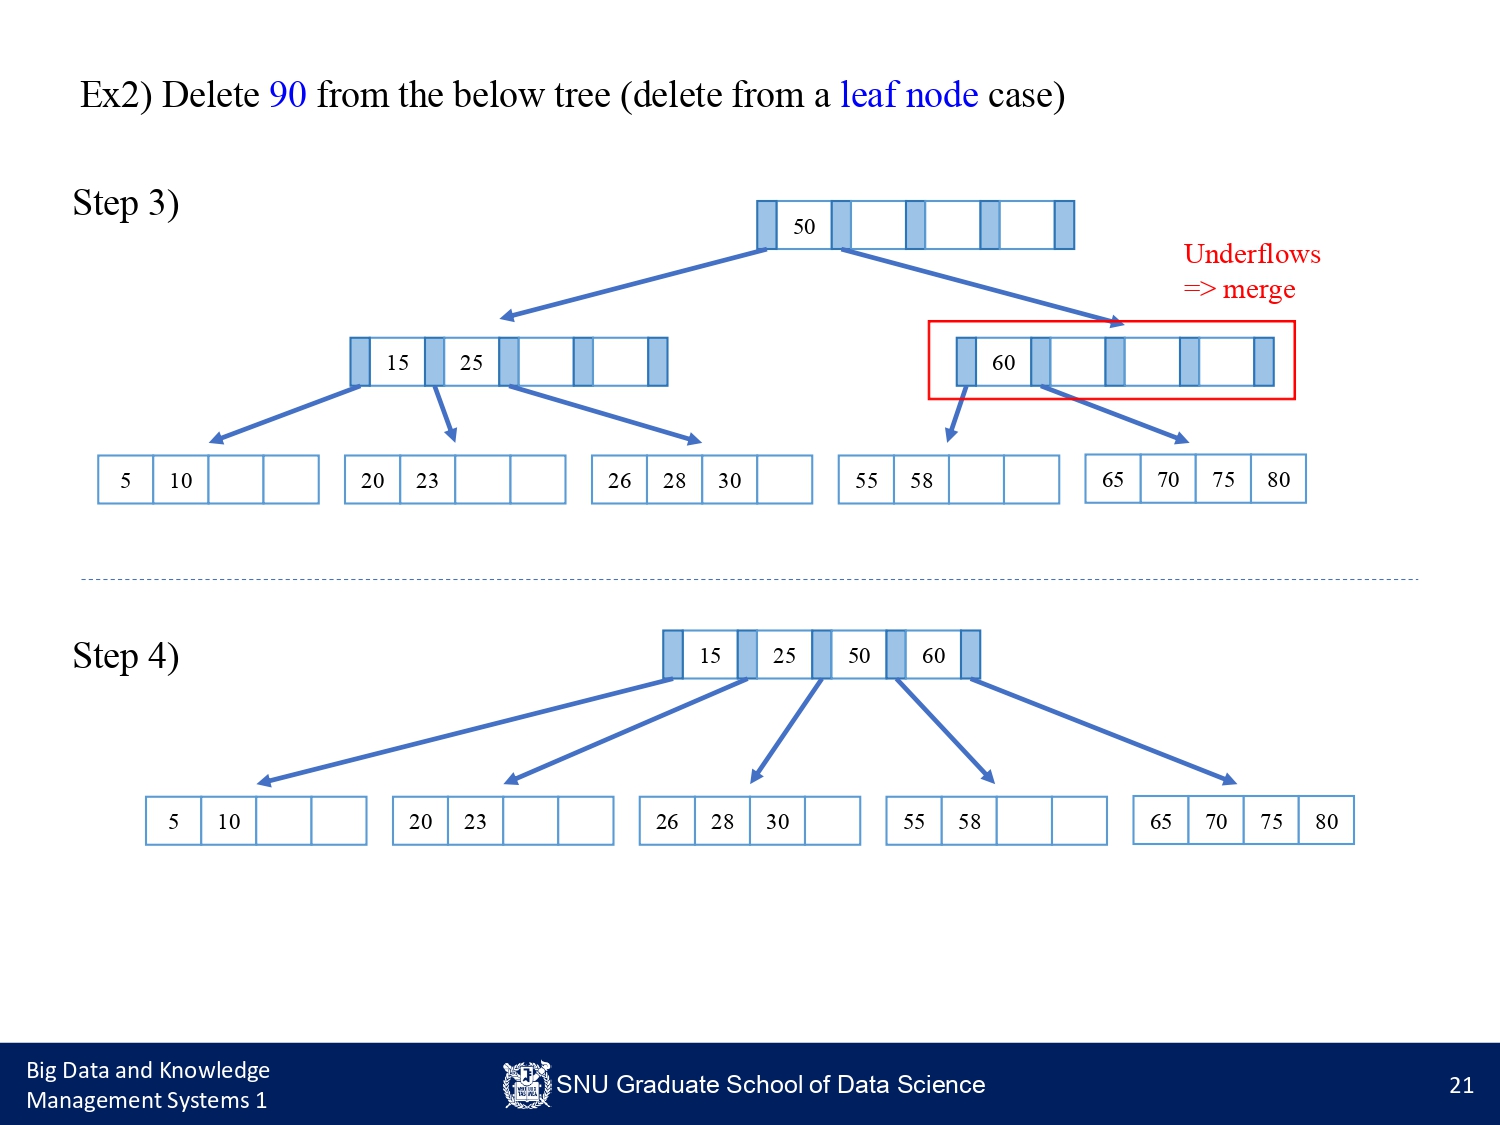 Ex2) Delete 90 from the below tree (delete from a leaf node case)
Step 3)
50
Underflows
=> merge
15 25
60
5 10
20 23
26 28 30
55 58
65 70 75 80
Step 4)
15 25 50 60
5 10
20 23
26 28 30
55 58
65 70 75 80
Big Data and Knowledge
Management Systems 1
SNU Graduate School of Data Science
21